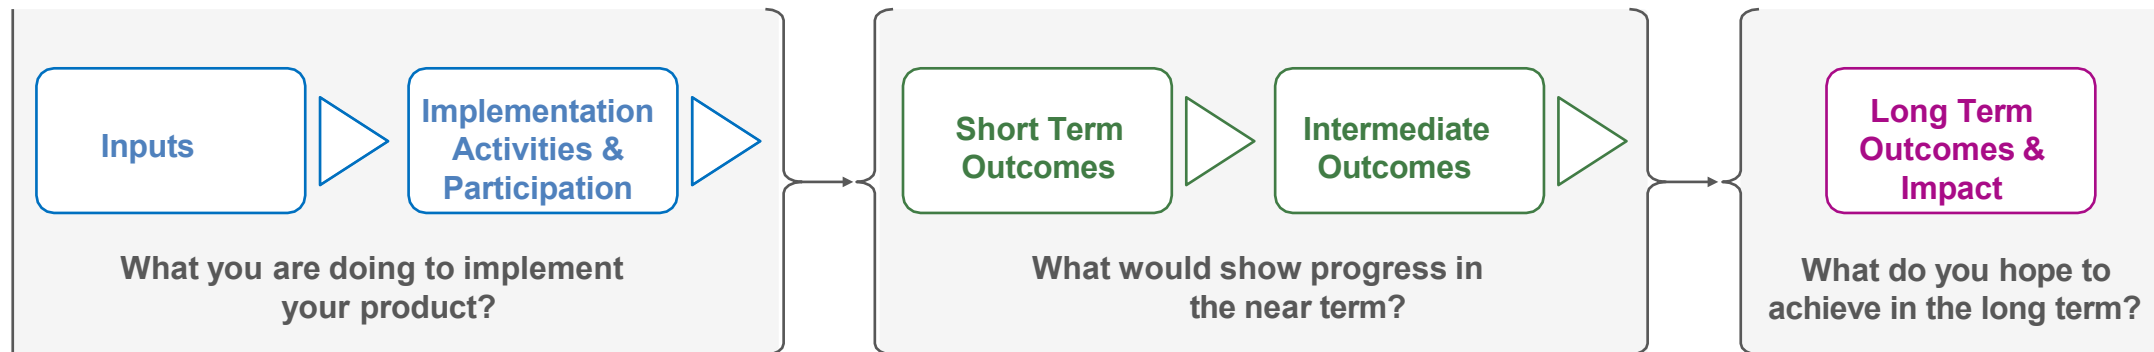 Inputs
Implementation
Activities &
Participation
What you are doing to implement
your product?
Short Term
Outcomes
Intermediate
Outcomes
What would show progress in
the near term?
Long Term
Outcomes &
Impact
What do you hope to
achieve in the long term?